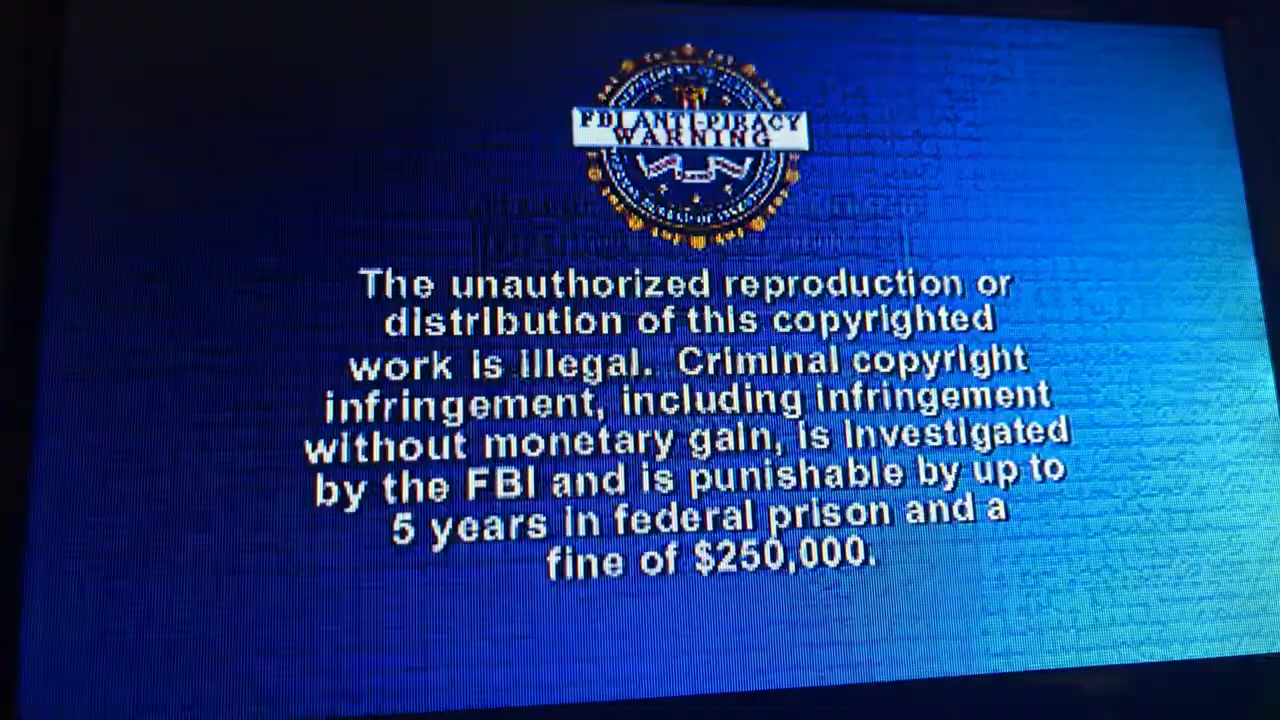 FBI ANTI-PIRACY
WARNING
The unauthorized reproduction or
distribution of this copyrighted
work is illegal. Criminal copyright
infringement, including infringement
without monetary gain, is investigated
by the FBI and is punishable by up to
5 years in federal prison and a
fine of $250,000.